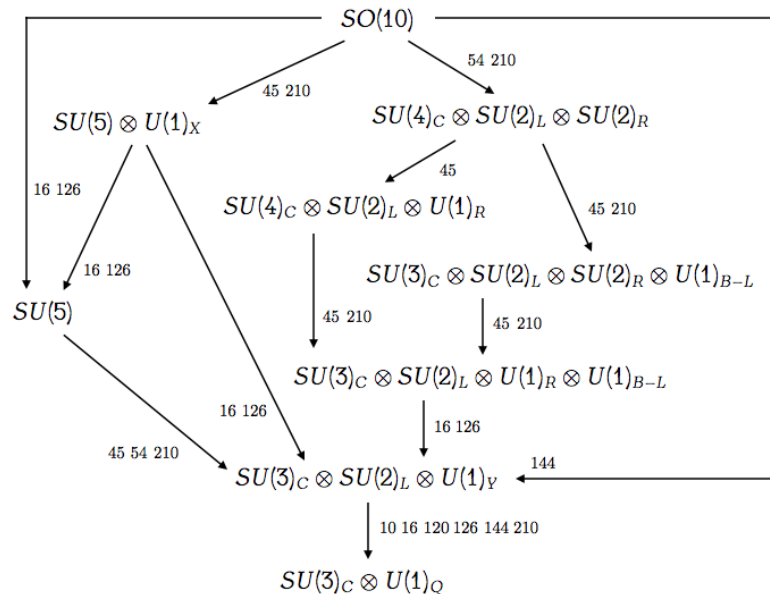 SO(10)
54 210
45 210
SU(5) ⊗ U(1)_X
SU(4)_C ⊗ SU(2)_L ⊗ SU(2)_R
45
16 126
SU(4)_C ⊗ SU(2)_L ⊗ U(1)_R
45 210
16 126
SU(3)_C ⊗ SU(2)_L ⊗ SU(2)_R ⊗ U(1)_{B−L}
SU(5)
45 210
45 210
SU(3)_C ⊗ SU(2)_L ⊗ U(1)_R ⊗ U(1)_{B−L}
16 126
16 126
45 54 210
144
SU(3)_C ⊗ SU(2)_L ⊗ U(1)_Y
10 16 120 126 144 210
SU(3)_C ⊗ U(1)_Q